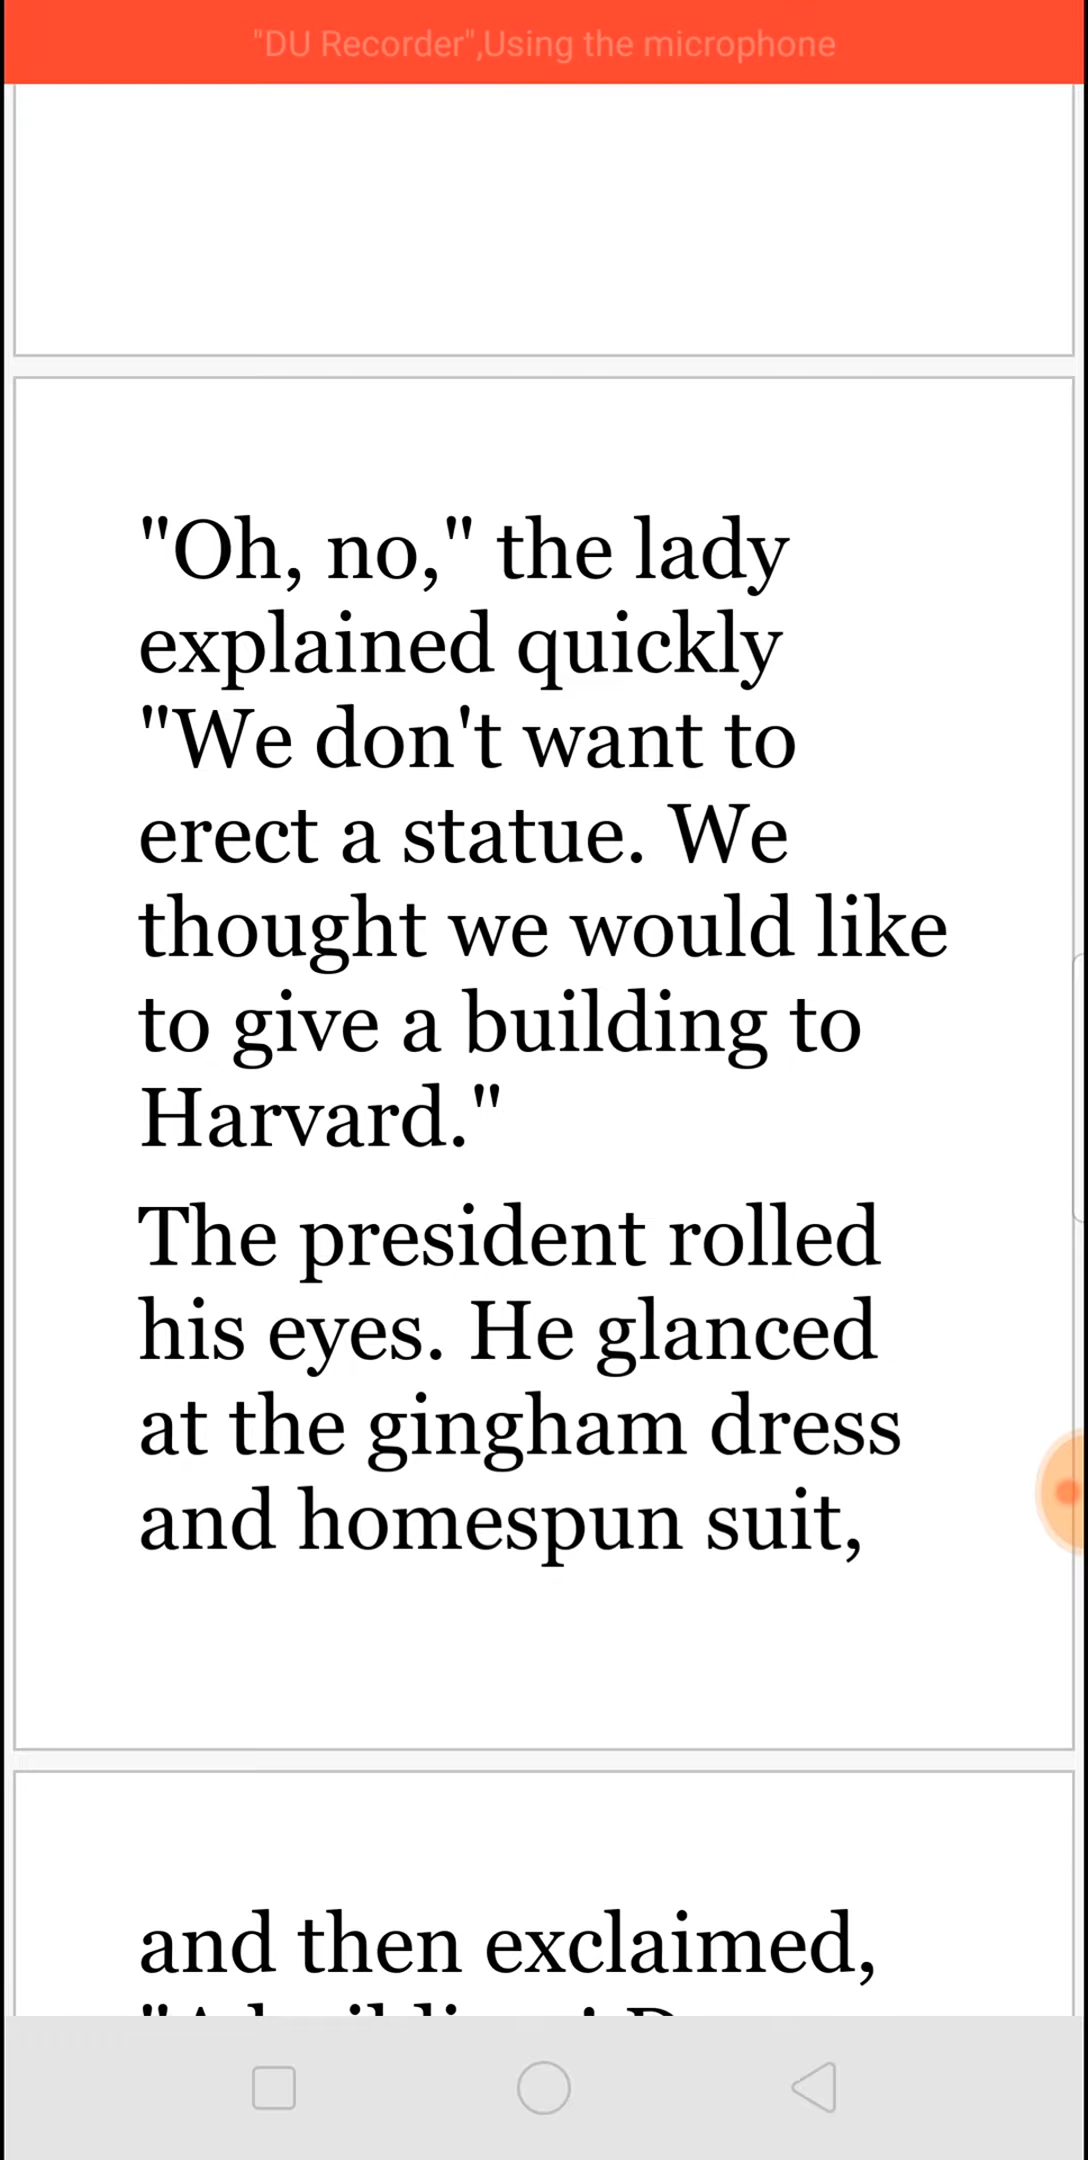 "DU Recorder",Using the microphone
"Oh, no," the lady
explained quickly
"We don't want to
erect a statue. We
thought we would like
to give a building to
Harvard."
The president rolled
his eyes. He glanced
at the gingham dress
and homespun suit,
and then exclaimed,